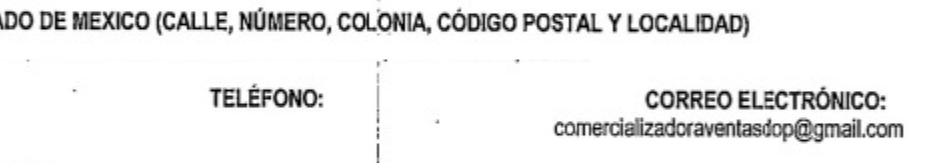 ADO DE MEXICO (CALLE, NÚMERO, COLONIA, CÓDIGO POSTAL Y LOCALIDAD)
TELÉFONO:
CORREO ELECTRÓNICO:
comercializadoraventasdop@gmail.com